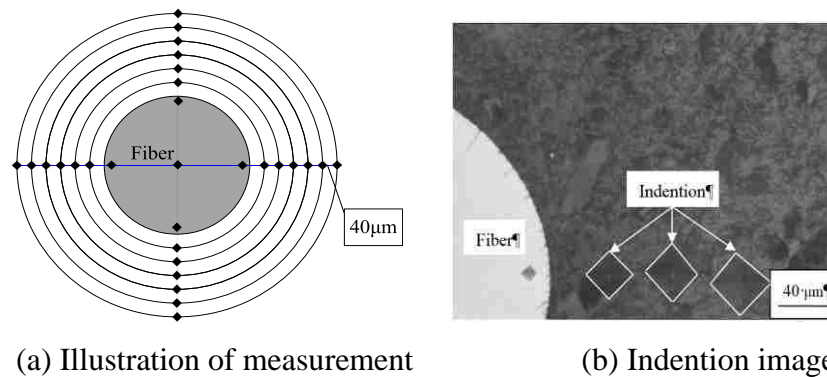 Fiber
40μm
Indention¶
Fiber¶
40·μm¶
(a) Illustration of measurement
(b) Indention image